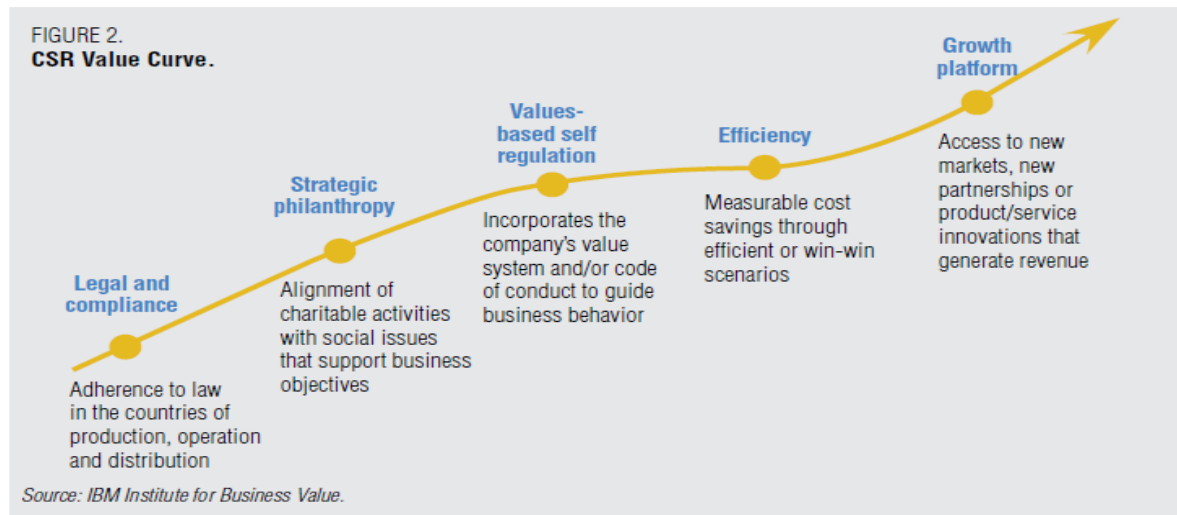 FIGURE 2.
CSR Value Curve.
Legal and
compliance
Adherence to law
in the countries of
production, operation
and distribution
Strategic
philanthropy
Alignment of
charitable activities
with social issues
that support business
objectives
Values-
based self
regulation
Incorporates the
company's value
system and/or code
of conduct to guide
business behavior
Efficiency
Measurable cost
savings through
efficient or win-win
scenarios
Growth
platform
Access to new
markets, new
partnerships or
product/service
innovations that
generate revenue
Source: IBM Institute for Business Value.